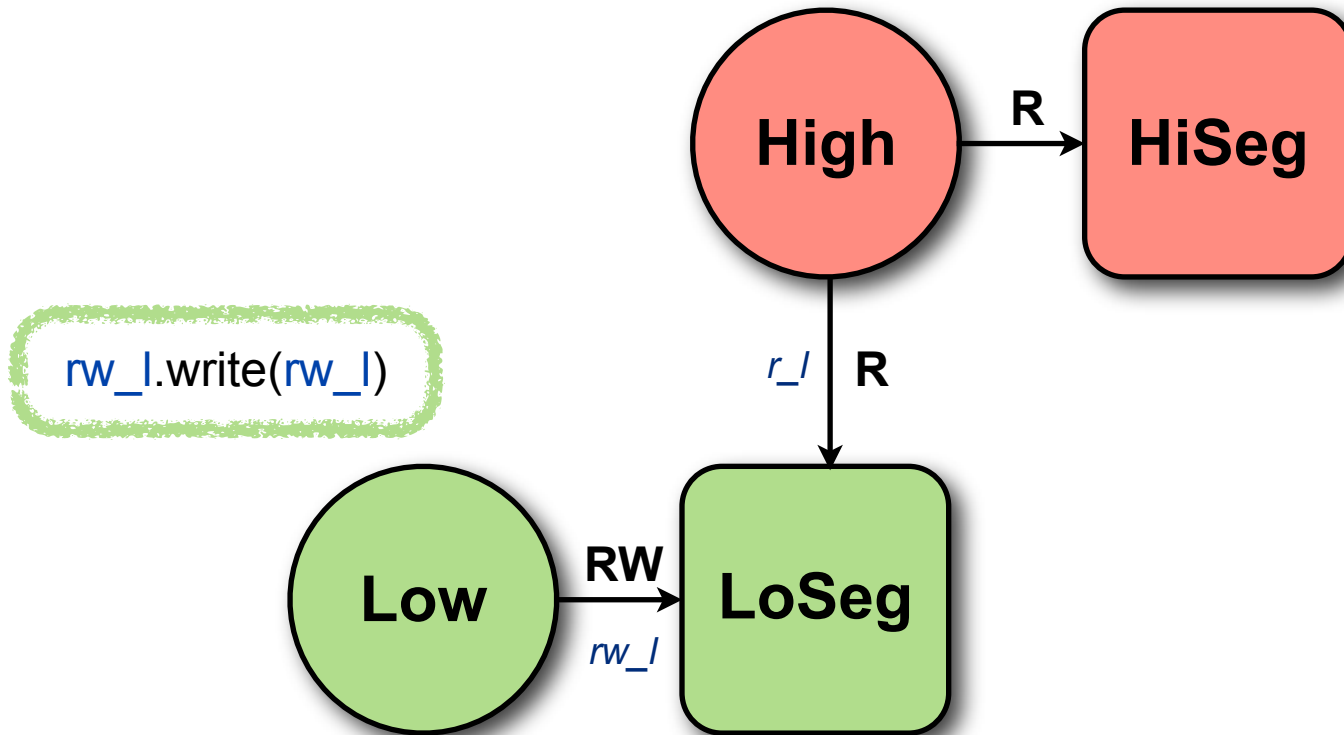 High
R
HiSeg
rw_l.write(rw_l)
r_l
R
Low
RW
rw_l
LoSeg